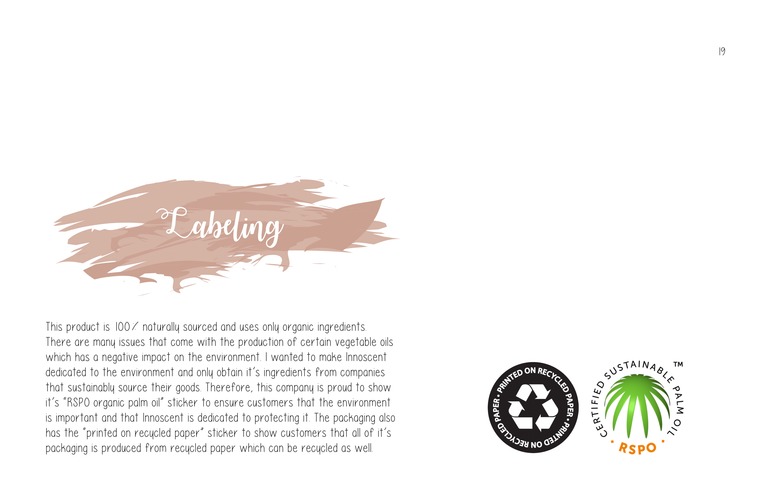 19
Labeling
This product is 100% naturally sourced and uses only organic ingredients.
There are many issues that come with the production of certain vegetable oils
which has a negative impact on the environment. I wanted to make Innoscent
dedicated to the environment and only obtain it's ingredients from companies
that sustainably source their goods. Therefore, this company is proud to show
it's "RSPO organic palm oil" sticker to ensure customers that the environment
is important and that Innoscent is dedicated to protecting it. The packaging also
has the "printed on recycled paper" sticker to show customers that all of it's
packaging is produced from recycled paper which can be recycled as well.
PRINTED ON RECYCLED PAPER • PRINTED ON RECYCLED PAPER •
CERTIFIED SUSTAINABLE PALM OIL ™
• RSPO •